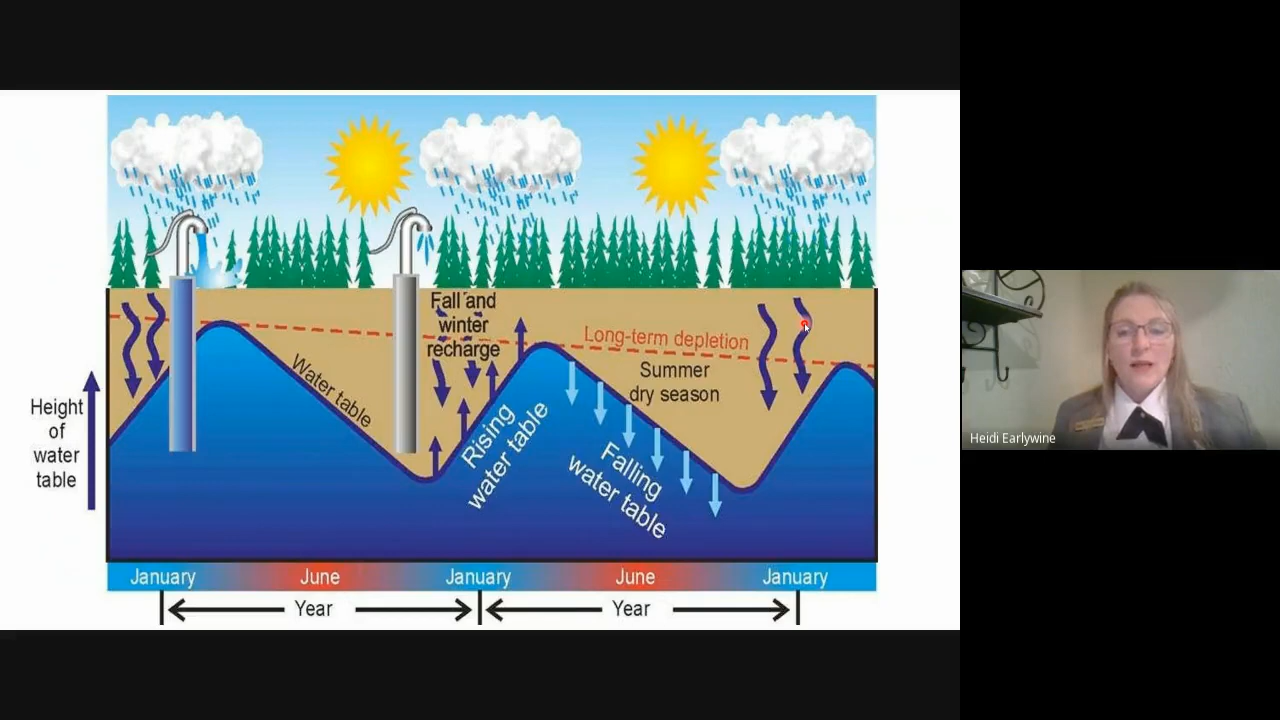 Fall and
winter
recharge
Long-term depletion
Summer
dry season
Water table
Height
of
water
table
Rising
water table
Falling
water table
January
June
January
June
January
Year
Year
Heidi Earlywine